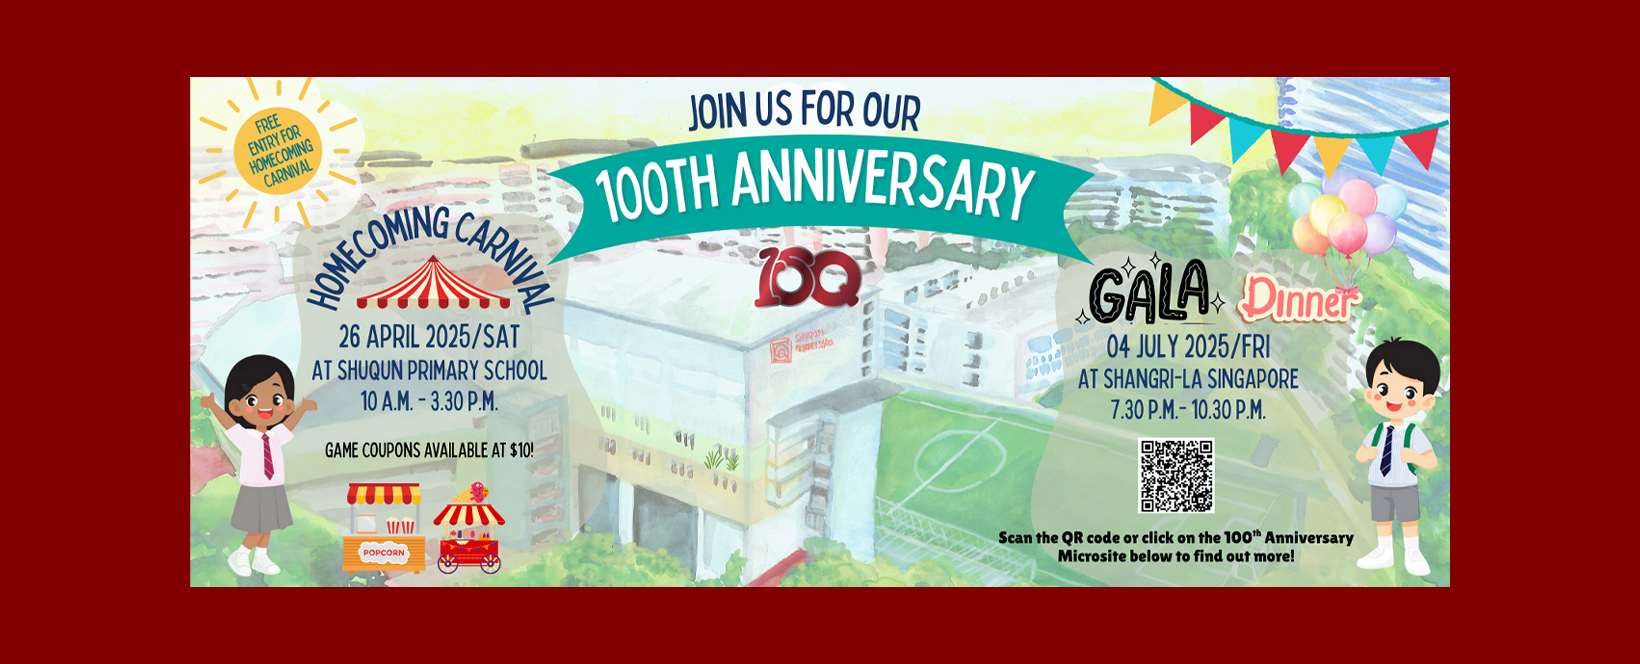 JOIN US FOR OUR
100TH ANNIVERSARY
FREE
ENTRY FOR
HOMECOMING
CARNIVAL
HOMECOMING CARNIVAL
26 APRIL 2025/SAT
AT SHUQUN PRIMARY SCHOOL
10 A.M. - 3.30 P.M.
GAME COUPONS AVAILABLE AT $10!
POPCORN
SHUQUN
GALA Dinner
04 JULY 2025/FRI
AT SHANGRI-LA SINGAPORE
7.30 P.M.- 10.30 P.M.
Scan the QR code or click on the 100th Anniversary
Microsite below to find out more!